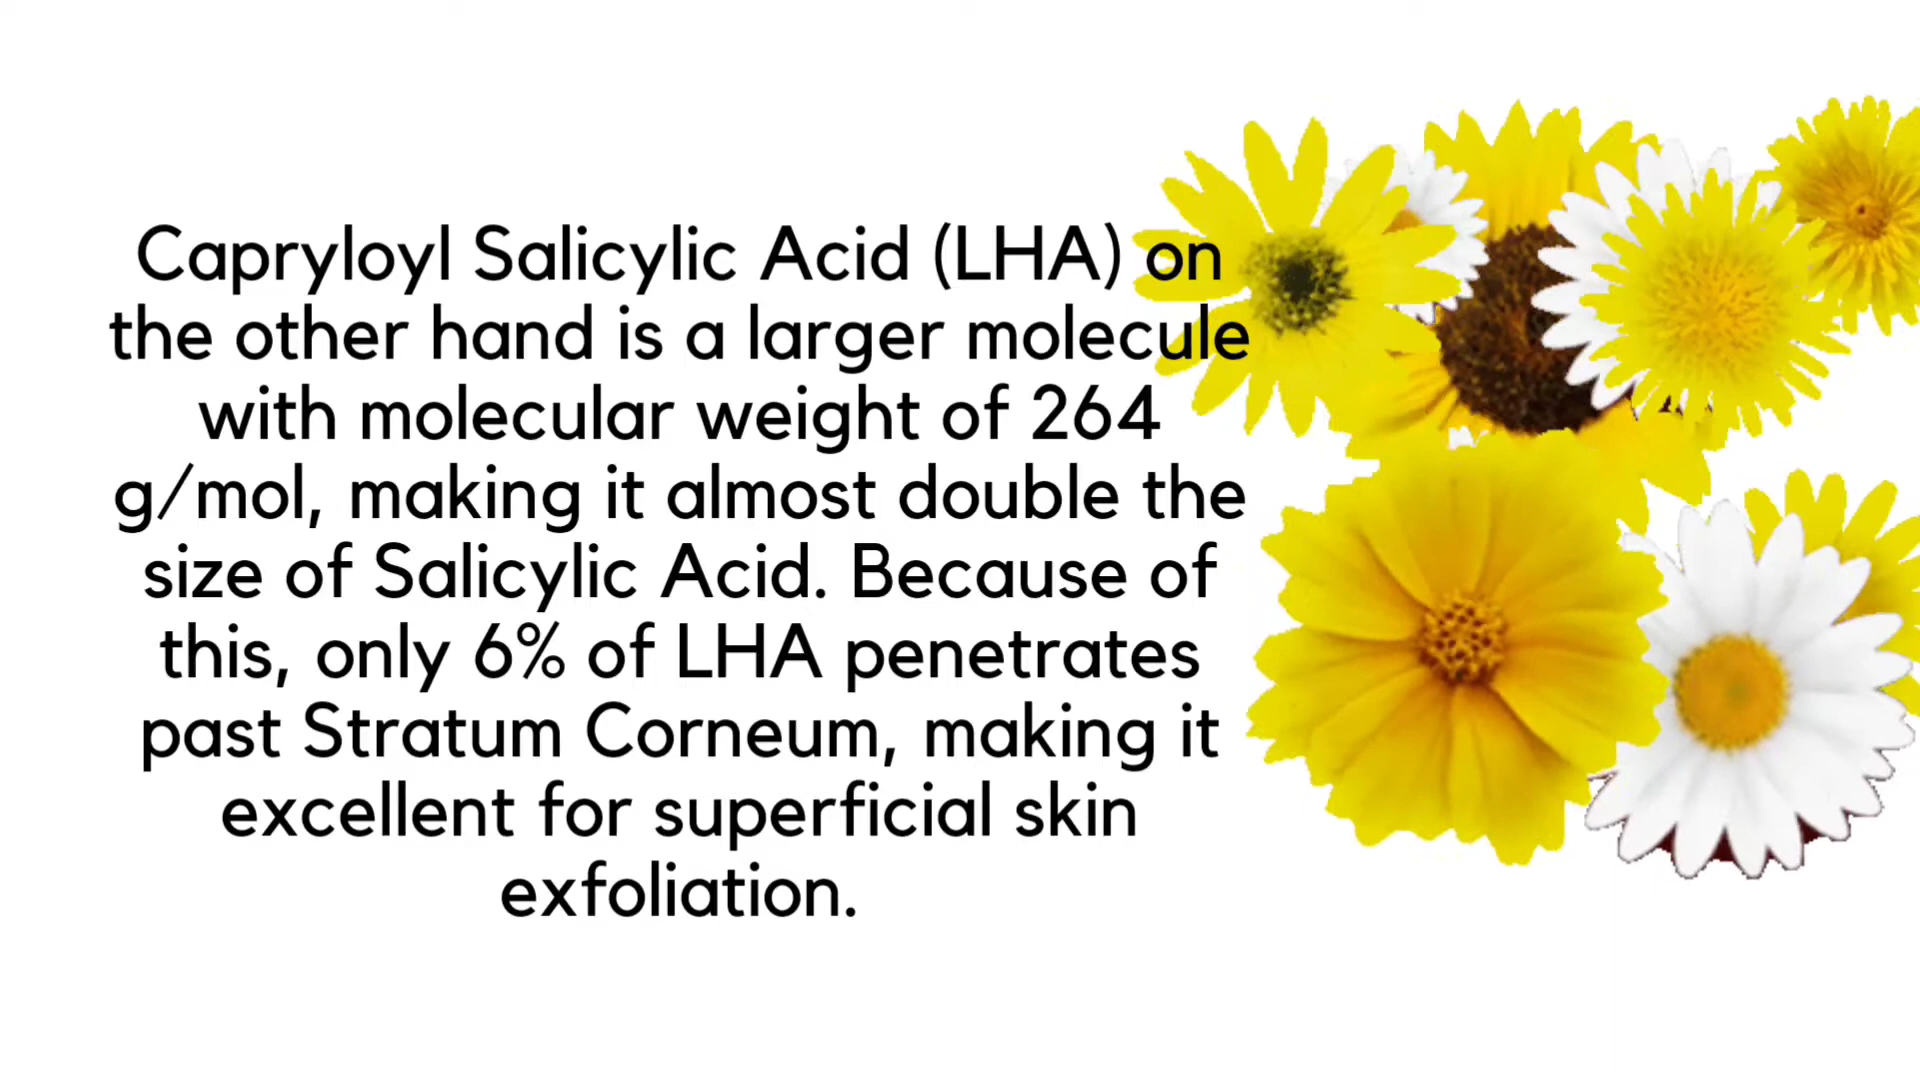 Capryloyl Salicylic Acid (LHA) on
the other hand is a larger molecule
with molecular weight of 264
g/mol, making it almost double the
size of Salicylic Acid. Because of
this, only 6% of LHA penetrates
past Stratum Corneum, making it
excellent for superficial skin
exfoliation.